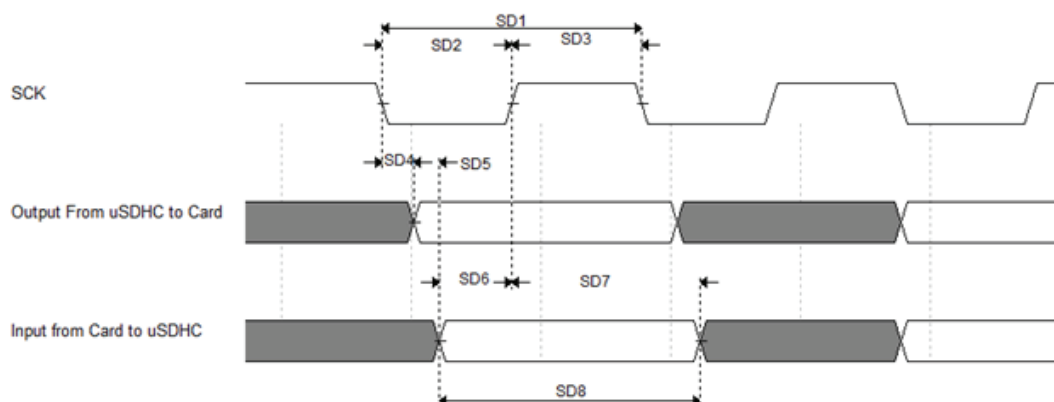 SD1
SD2 SD3
SCK
SD4 SD5
Output From uSDHC to Card
SD6 SD7
Input from Card to uSDHC
SD8